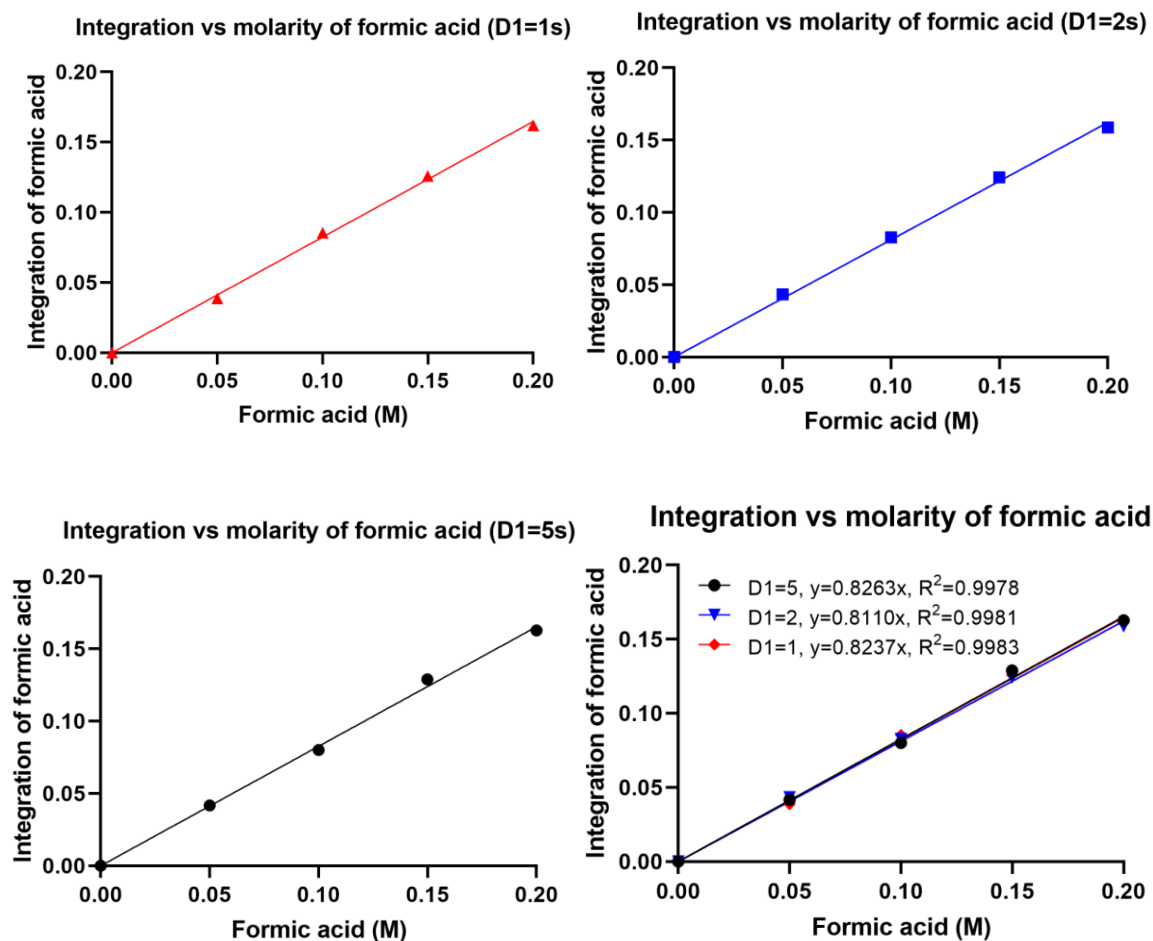 Integration vs molarity of formic acid (D1=1s)
Integration of formic acid
0.20
0.15
0.10
0.05
0.00
0.00 0.05 0.10 0.15 0.20
Formic acid (M)
Integration vs molarity of formic acid (D1=2s)
Integration of formic acid
0.20
0.15
0.10
0.05
0.00
0.00 0.05 0.10 0.15 0.20
Formic acid (M)
Integration vs molarity of formic acid (D1=5s)
Integration of formic acid
0.20
0.15
0.10
0.05
0.00
0.00 0.05 0.10 0.15 0.20
Formic acid (M)
Integration vs molarity of formic acid
Integration of formic acid
0.20
0.15
0.10
0.05
0.00
D1=5, y=0.8263x, R²=0.9978
D1=2, y=0.8110x, R²=0.9981
D1=1, y=0.8237x, R²=0.9983
0.00 0.05 0.10 0.15 0.20
Formic acid (M)